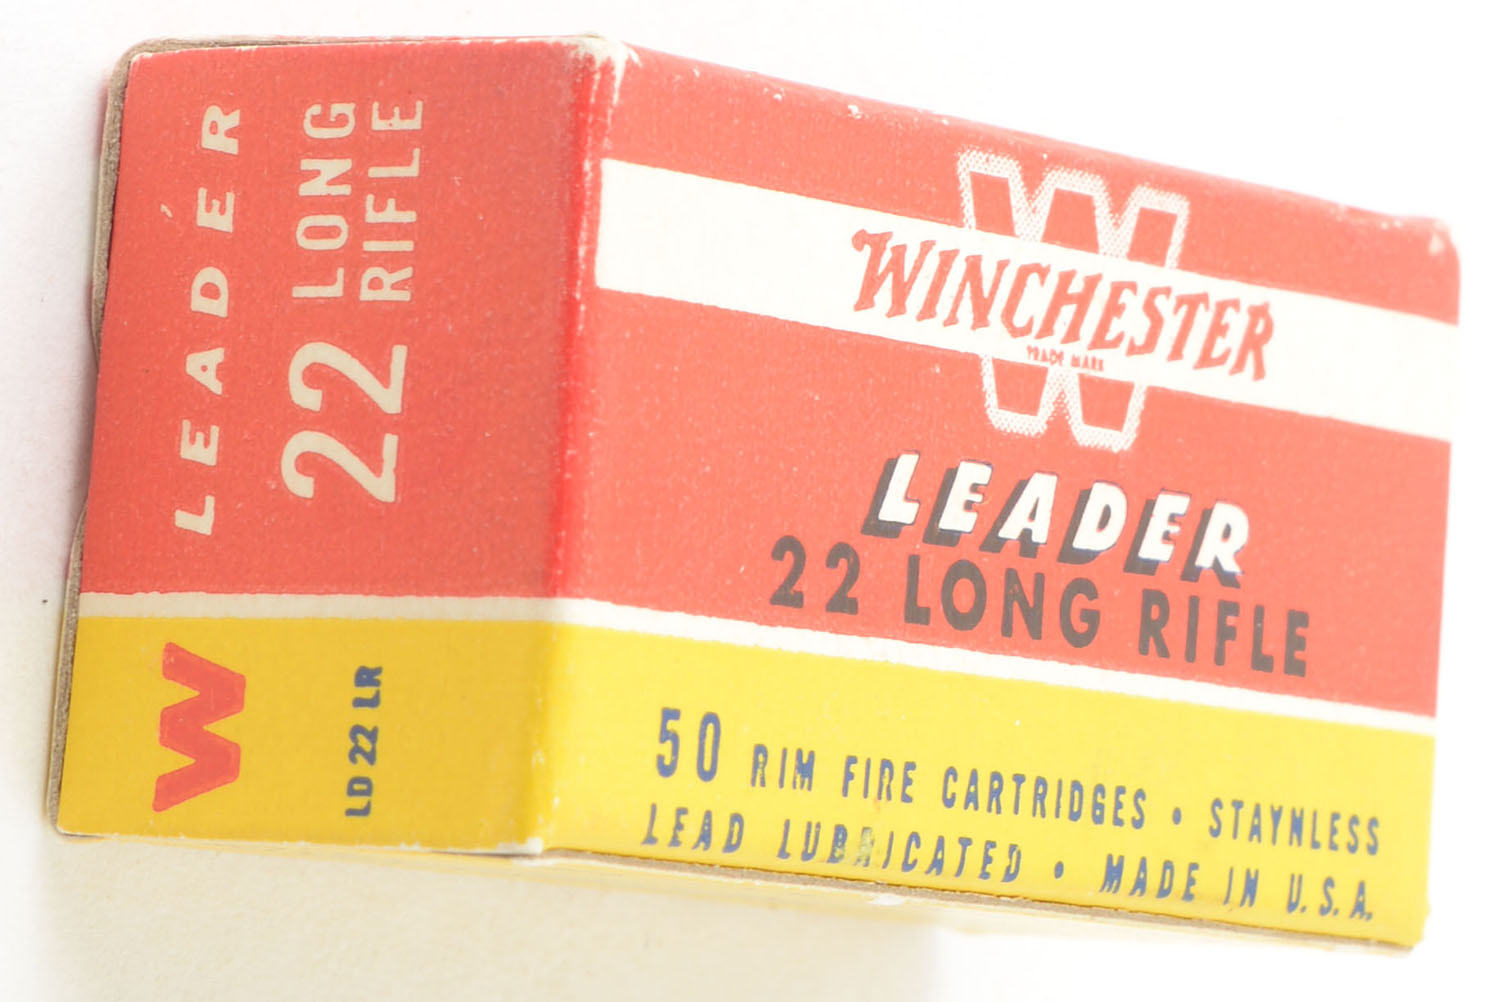 LEADER
22 LONG
RIFLE
W
LD 22 LR
W
WINCHESTER
TRADE MARK
LEADER
22 LONG RIFLE
50 RIM FIRE CARTRIDGES • STAYNLESS
LEAD LUBRICATED • MADE IN U.S.A.